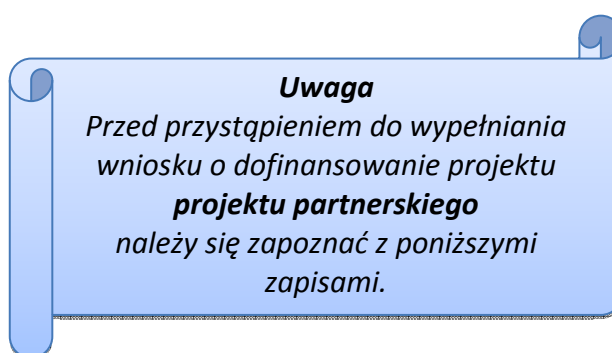 Uwaga
Przed przystąpieniem do wypełniania
wniosku o dofinansowanie projektu
projektu partnerskiego
należy się zapoznać z poniższymi
zapisami.